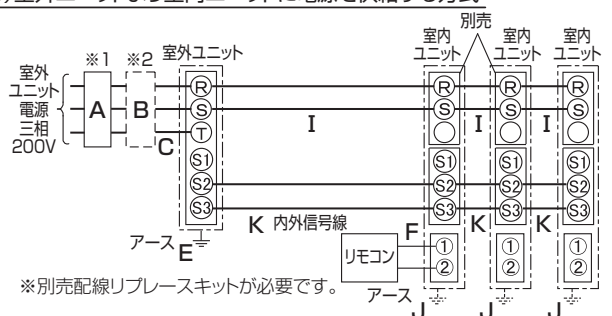 室外ユニットより室内ユニットに電源を供給する方式
別売
※1 ※2 室外ユニット
室内ユニット 室内ユニット 室内ユニット
室外ユニット電源三相200V
A B C
R S T S1 S2 S3
I I I
R S S1 S2 S3 ① ②
R S S1 S2 S3 ① ②
R S S1 S2 S3 ① ②
K 内外信号線 K K
アース E
リモコン F
アース J J J
※別売配線リプレースキットが必要です。